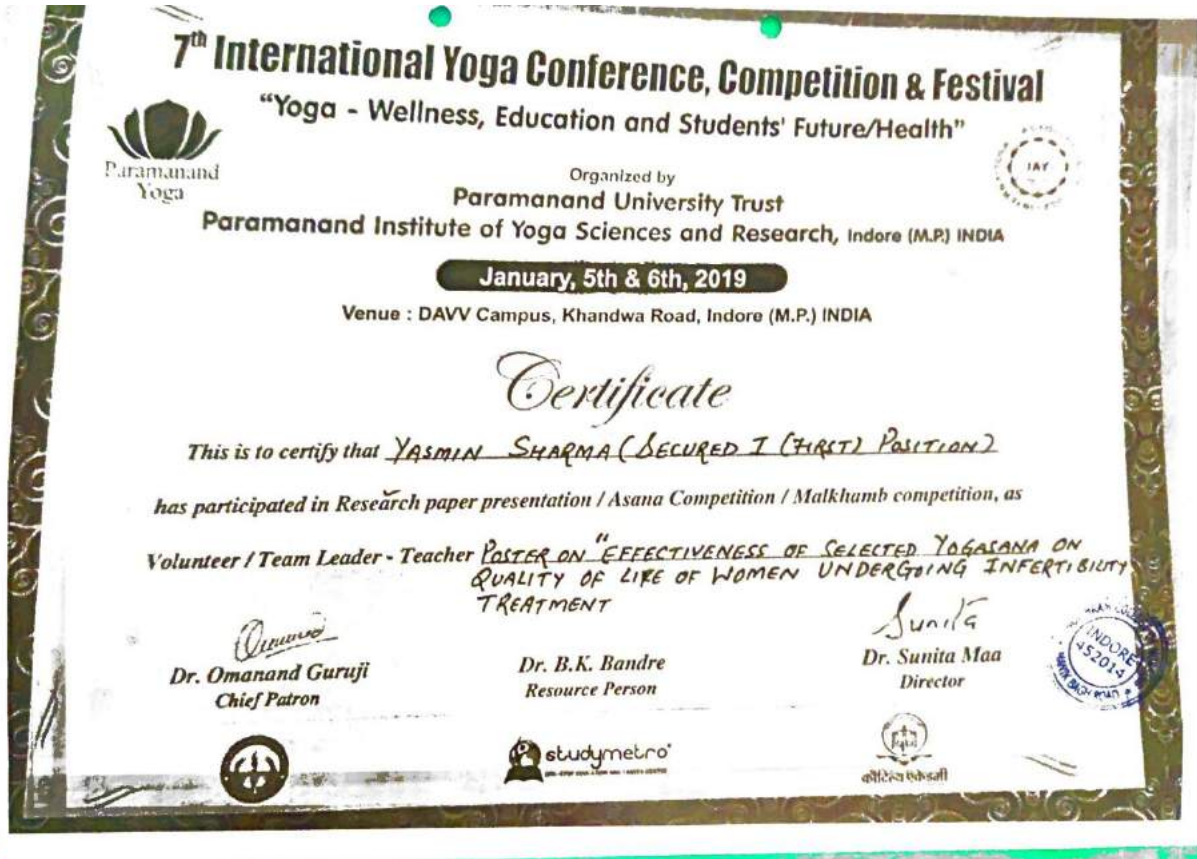 7th International Yoga Conference, Competition & Festival
"Yoga - Wellness, Education and Students' Future/Health"
Paramanand
Yoga
IAY
Organized by
Paramanand University Trust
Paramanand Institute of Yoga Sciences and Research, Indore (M.P.) INDIA
January, 5th & 6th, 2019
Venue : DAVV Campus, Khandwa Road, Indore (M.P.) INDIA
Certificate
This is to certify that YASMIN SHARMA (SECURED I (FIRST) POSITION)
has participated in Research paper presentation / Asana Competition / Malkhamb competition, as
Volunteer / Team Leader - Teacher POSTER ON "EFFECTIVENESS OF SELECTED YOGASANA ON
QUALITY OF LIFE OF WOMEN UNDERGOING INFERTIBILITY
TREATMENT
Sunita
Dr. Omanand Guruji
Chief Patron
Dr. B.K. Bandre
Resource Person
Dr. Sunita Maa
Director
INDORE
452014
BAGH ROAD
studymetro
कौटिल्य एकेडमी